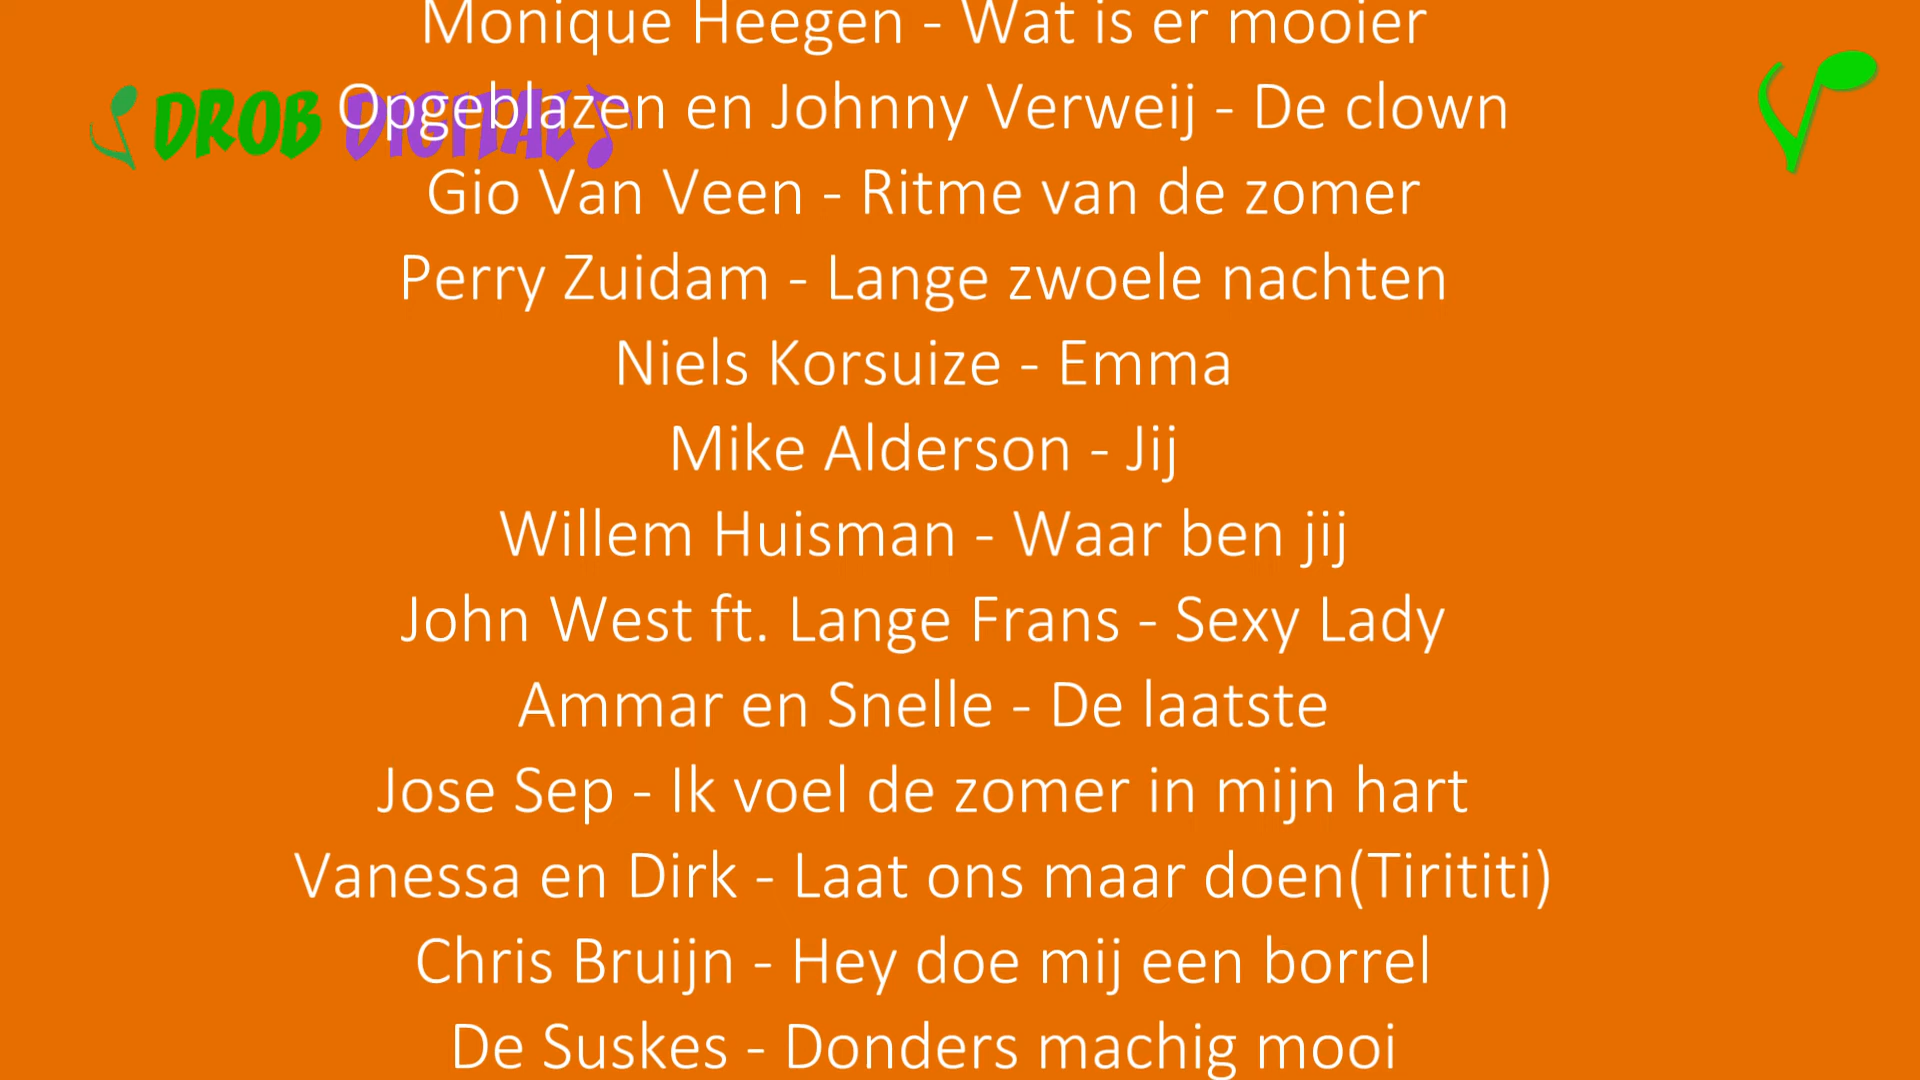 Monique Heegen - Wat is er mooier
DROB DIGITAL
Opgeblazen en Johnny Verweij - De clown
Gio Van Veen - Ritme van de zomer
Perry Zuidam - Lange zwoele nachten
Niels Korsuize - Emma
Mike Alderson - Jij
Willem Huisman - Waar ben jij
John West ft. Lange Frans - Sexy Lady
Ammar en Snelle - De laatste
Jose Sep - Ik voel de zomer in mijn hart
Vanessa en Dirk - Laat ons maar doen(Tirititi)
Chris Bruijn - Hey doe mij een borrel
De Suskes - Donders machig mooi